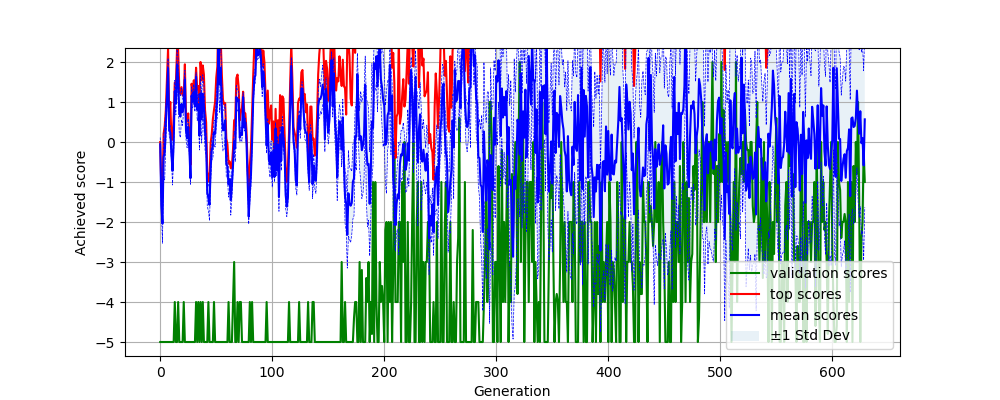 2
1
0
−1
−2
−3
−4
−5
Achieved score
0
100
200
300
400
500
600
Generation
validation scores
top scores
mean scores
±1 Std Dev